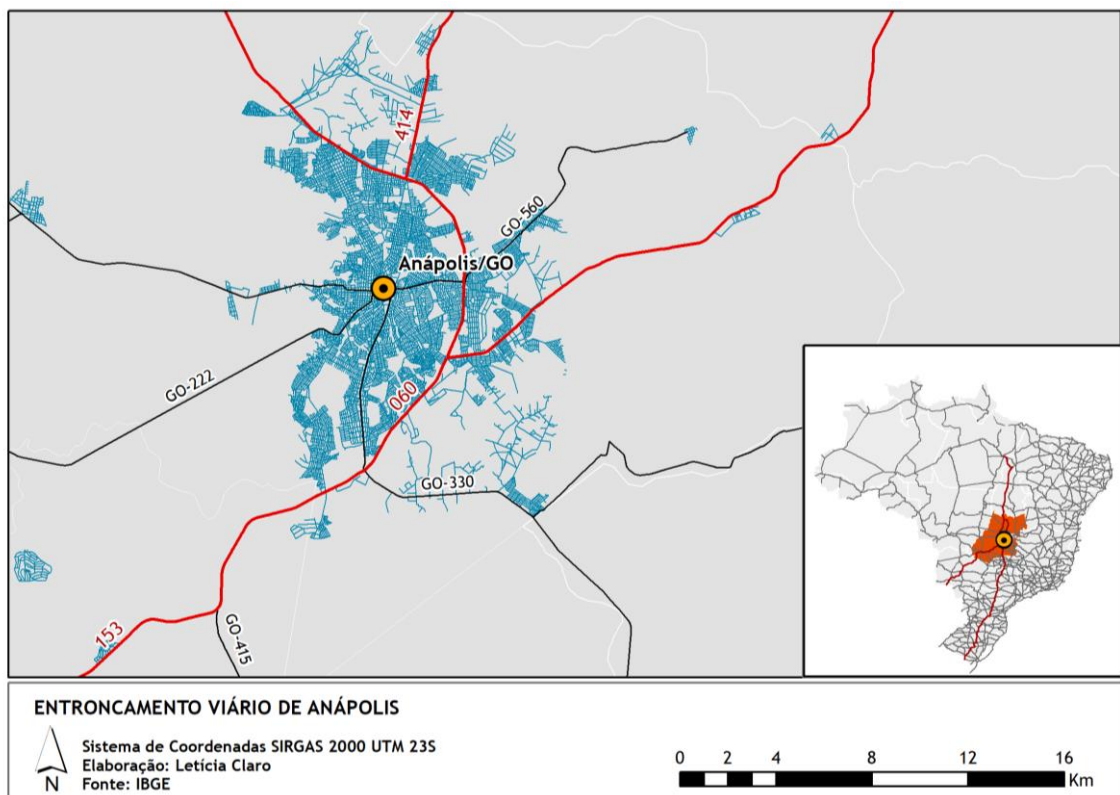 414
GO-560
Anápolis/GO
GO-222
060
GO-330
153
GO-415
ENTRONCAMENTO VIÁRIO DE ANÁPOLIS
Sistema de Coordenadas SIRGAS 2000 UTM 23S
Elaboração: Letícia Claro
N Fonte: IBGE
0 2 4 8 12 16
Km